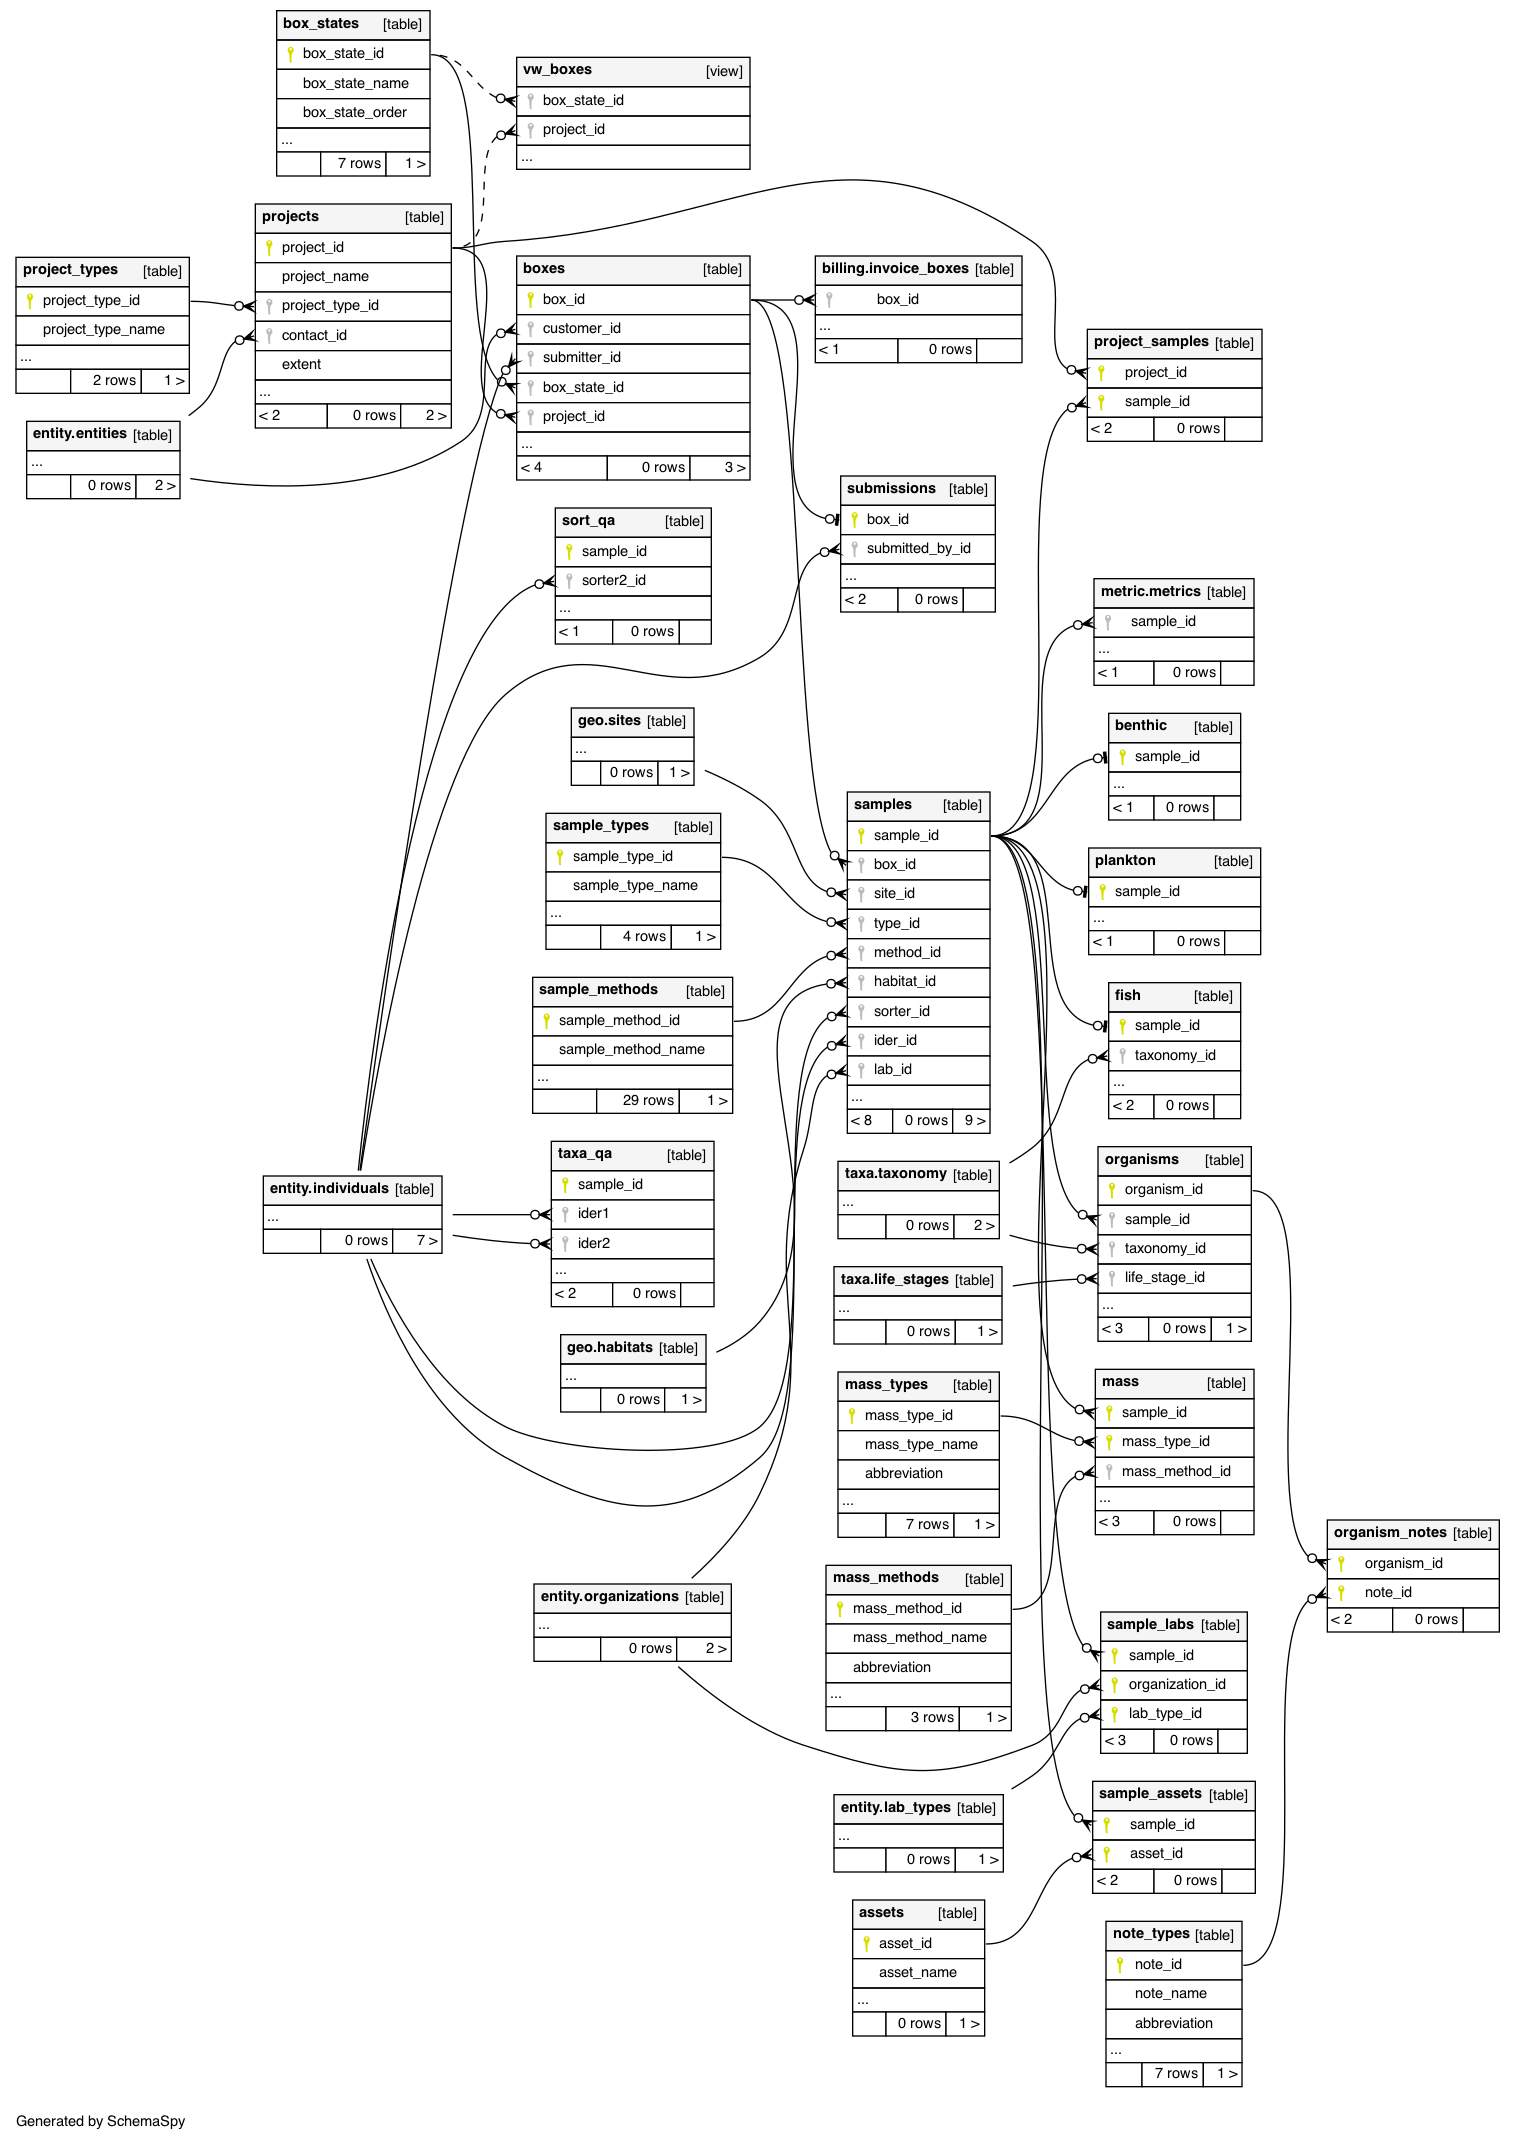 box_states [table]
box_state_id
box_state_name
box_state_order
...
7 rows 1 >
vw_boxes [view]
box_state_id
project_id
...
projects [table]
project_id
project_name
project_type_id
contact_id
extent
...
< 2 0 rows 2 >
project_types [table]
project_type_id
project_type_name
...
2 rows 1 >
entity.entities [table]
...
0 rows 2 >
boxes [table]
box_id
customer_id
submitter_id
box_state_id
project_id
...
< 4 0 rows 3 >
billing.invoice_boxes [table]
box_id
...
< 1 0 rows
project_samples [table]
project_id
sample_id
< 2 0 rows
submissions [table]
box_id
submitted_by_id
...
< 2 0 rows
sort_qa [table]
sample_id
sorter2_id
...
< 1 0 rows
metric.metrics [table]
sample_id
...
< 1 0 rows
geo.sites [table]
...
0 rows 1 >
benthic [table]
sample_id
...
< 1 0 rows
samples [table]
sample_id
box_id
site_id
type_id
method_id
habitat_id
sorter_id
ider_id
lab_id
...
< 8 0 rows 9 >
sample_types [table]
sample_type_id
sample_type_name
...
4 rows 1 >
plankton [table]
sample_id
...
< 1 0 rows
sample_methods [table]
sample_method_id
sample_method_name
...
29 rows 1 >
fish [table]
sample_id
taxonomy_id
...
< 2 0 rows
taxa_qa [table]
sample_id
ider1
ider2
...
< 2 0 rows
entity.individuals [table]
...
0 rows 7 >
taxa.taxonomy [table]
...
0 rows 2 >
organisms [table]
organism_id
sample_id
taxonomy_id
life_stage_id
...
< 3 0 rows 1 >
taxa.life_stages [table]
...
0 rows 1 >
geo.habitats [table]
...
0 rows 1 >
mass_types [table]
mass_type_id
mass_type_name
abbreviation
...
7 rows 1 >
mass [table]
sample_id
mass_type_id
mass_method_id
...
< 3 0 rows
organism_notes [table]
organism_id
note_id
< 2 0 rows
mass_methods [table]
mass_method_id
mass_method_name
abbreviation
...
3 rows 1 >
entity.organizations [table]
...
0 rows 2 >
sample_labs [table]
sample_id
organization_id
lab_type_id
< 3 0 rows
entity.lab_types [table]
...
0 rows 1 >
sample_assets [table]
sample_id
asset_id
< 2 0 rows
assets [table]
asset_id
asset_name
...
0 rows 1 >
note_types [table]
note_id
note_name
abbreviation
...
7 rows 1 >
Generated by SchemaSpy